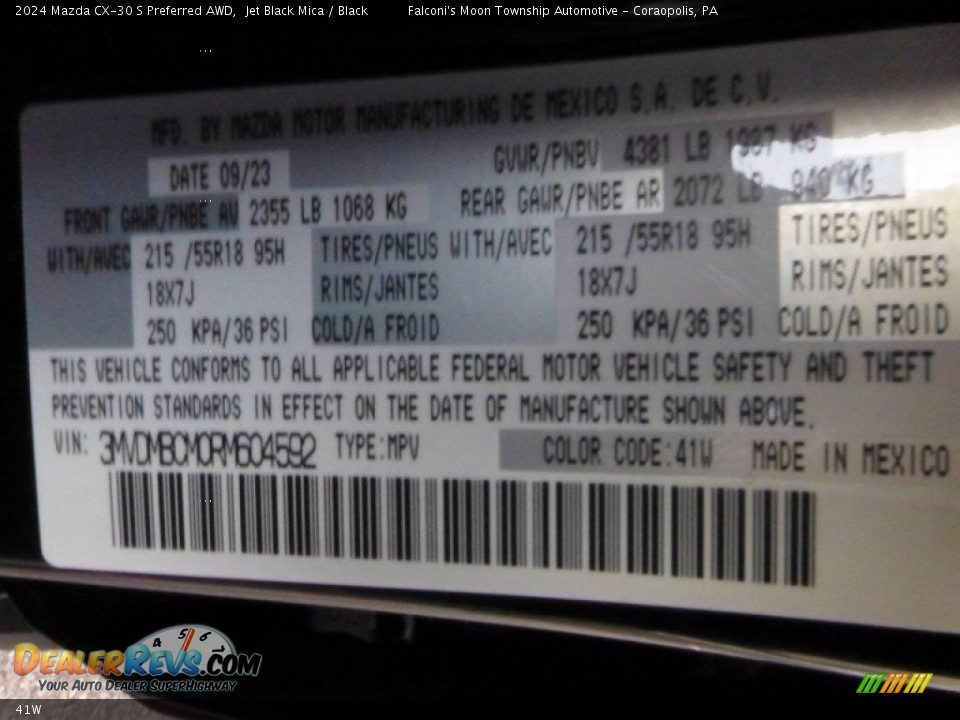 2024 Mazda CX-30 S Preferred AWD, Jet Black Mica / Black Falconi's Moon Township Automotive - Coraopolis, PA
MFD. BY MAZDA MOTOR MANUFACTURING DE MEXICO S.A. DE C.V.
DATE 09/23 GVWR/PNBV 4381 LB 1987 KG
FRONT GAWR/PNBE AV 2355 LB 1068 KG REAR GAWR/PNBE AR 2072 LB 940 KG
WITH/AVEC 215 /55R18 95H TIRES/PNEUS WITH/AVEC 215 /55R18 95H TIRES/PNEUS
18X7J RIMS/JANTES 18X7J RIMS/JANTES
250 KPA/36 PSI COLD/A FROID 250 KPA/36 PSI COLD/A FROID
THIS VEHICLE CONFORMS TO ALL APPLICABLE FEDERAL MOTOR VEHICLE SAFETY AND THEFT
PREVENTION STANDARDS IN EFFECT ON THE DATE OF MANUFACTURE SHOWN ABOVE.
VIN: 3MVDMBCM0RM604592 TYPE:MPV COLOR CODE:41W MADE IN MEXICO
4 5 6
DEALERREVS.COM
YOUR AUTO DEALER SUPERHIGHWAY
41W